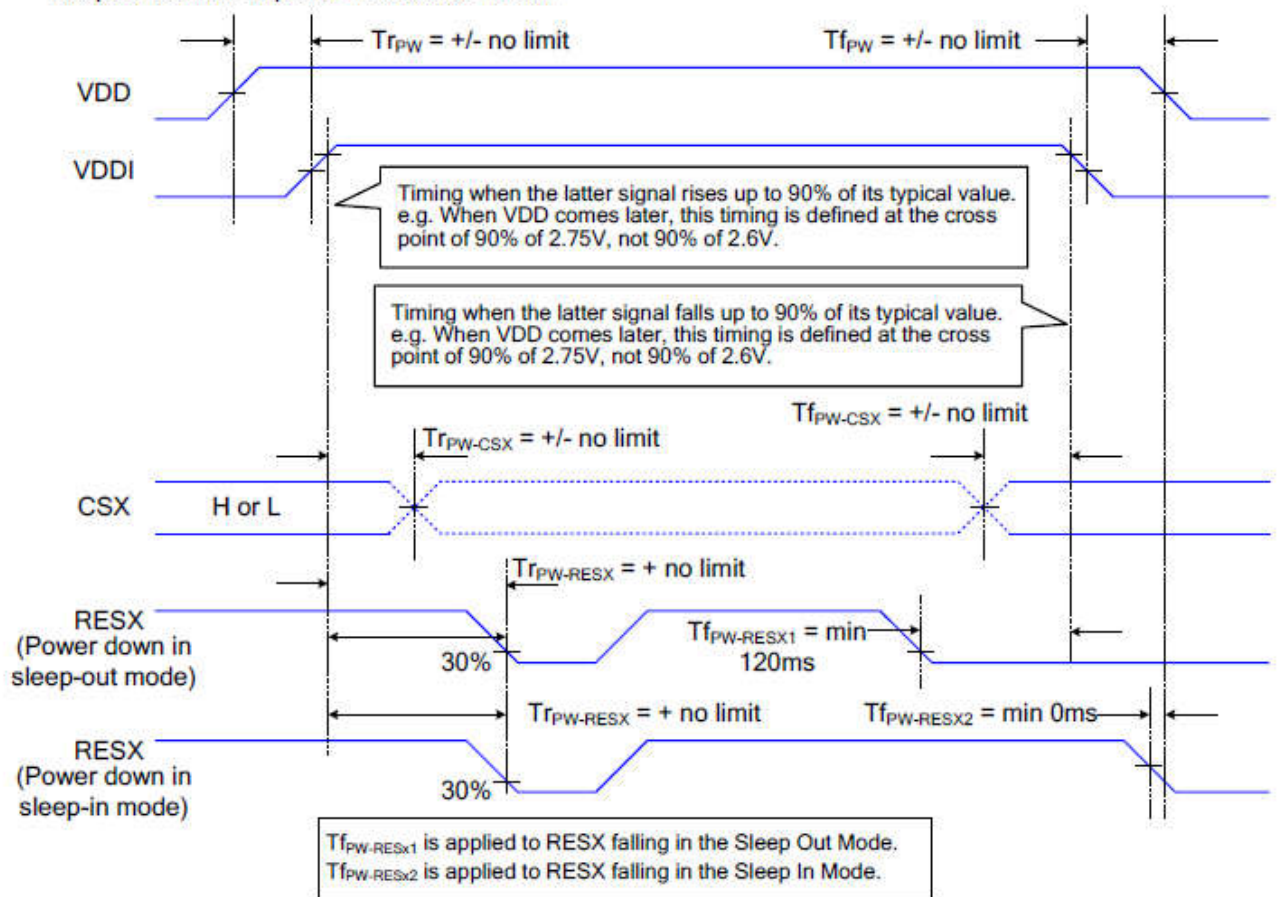 Tr_PW = +/- no limit
Tf_PW = +/- no limit
VDD
VDDI
Timing when the latter signal rises up to 90% of its typical value.
e.g. When VDD comes later, this timing is defined at the cross
point of 90% of 2.75V, not 90% of 2.6V.
Timing when the latter signal falls up to 90% of its typical value.
e.g. When VDD comes later, this timing is defined at the cross
point of 90% of 2.75V, not 90% of 2.6V.
Tf_PW-CSX = +/- no limit
Tr_PW-CSX = +/- no limit
CSX
H or L
Tr_PW-RESX = + no limit
RESX
(Power down in
sleep-out mode)
30%
Tf_PW-RESX1 = min
120ms
Tr_PW-RESX = + no limit
Tf_PW-RESX2 = min 0ms
RESX
(Power down in
sleep-in mode)
30%
Tf_PW-RESx1 is applied to RESX falling in the Sleep Out Mode.
Tf_PW-RESx2 is applied to RESX falling in the Sleep In Mode.